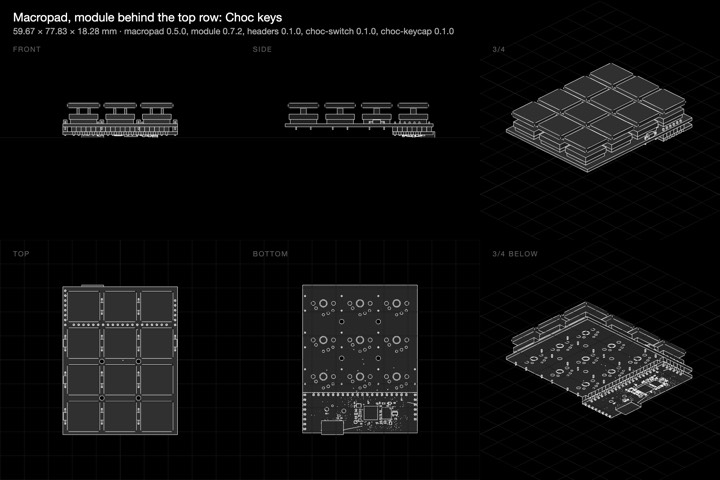 Macropad, module behind the top row: Choc keys
59.67 × 77.83 × 18.28 mm · macropad 0.5.0, module 0.7.2, headers 0.1.0, choc-switch 0.1.0, choc-keycap 0.1.0
FRONT
SIDE
3/4
TOP
BOTTOM
3/4 BELOW